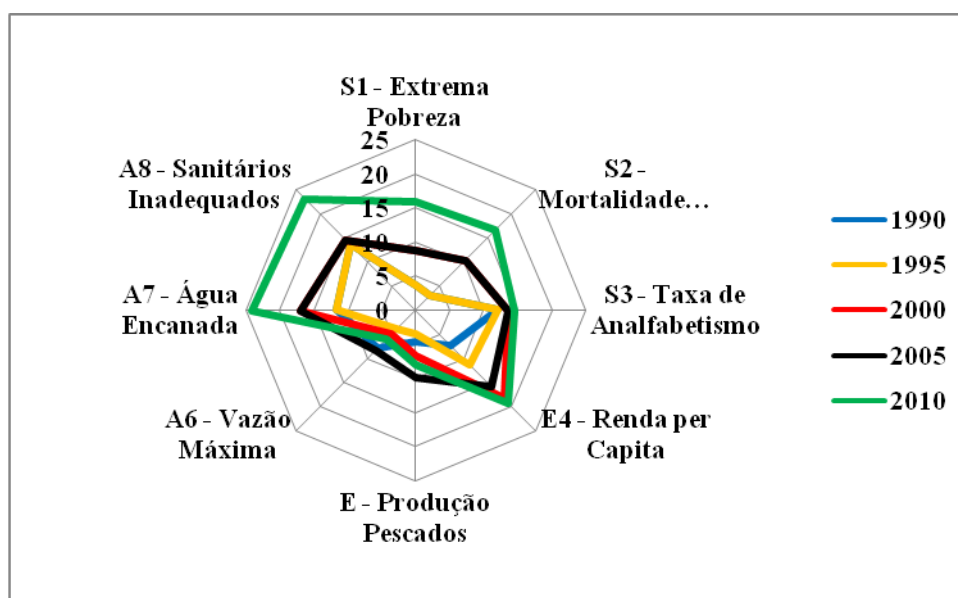 S1 - Extrema
Pobreza
S2 -
Mortalidade...
S3 - Taxa de
Analfabetismo
E4 - Renda per
Capita
E - Produção
Pescados
A6 - Vazão
Máxima
A7 - Água
Encanada
A8 - Sanitários
Inadequados
25
20
15
10
5
0
1990
1995
2000
2005
2010